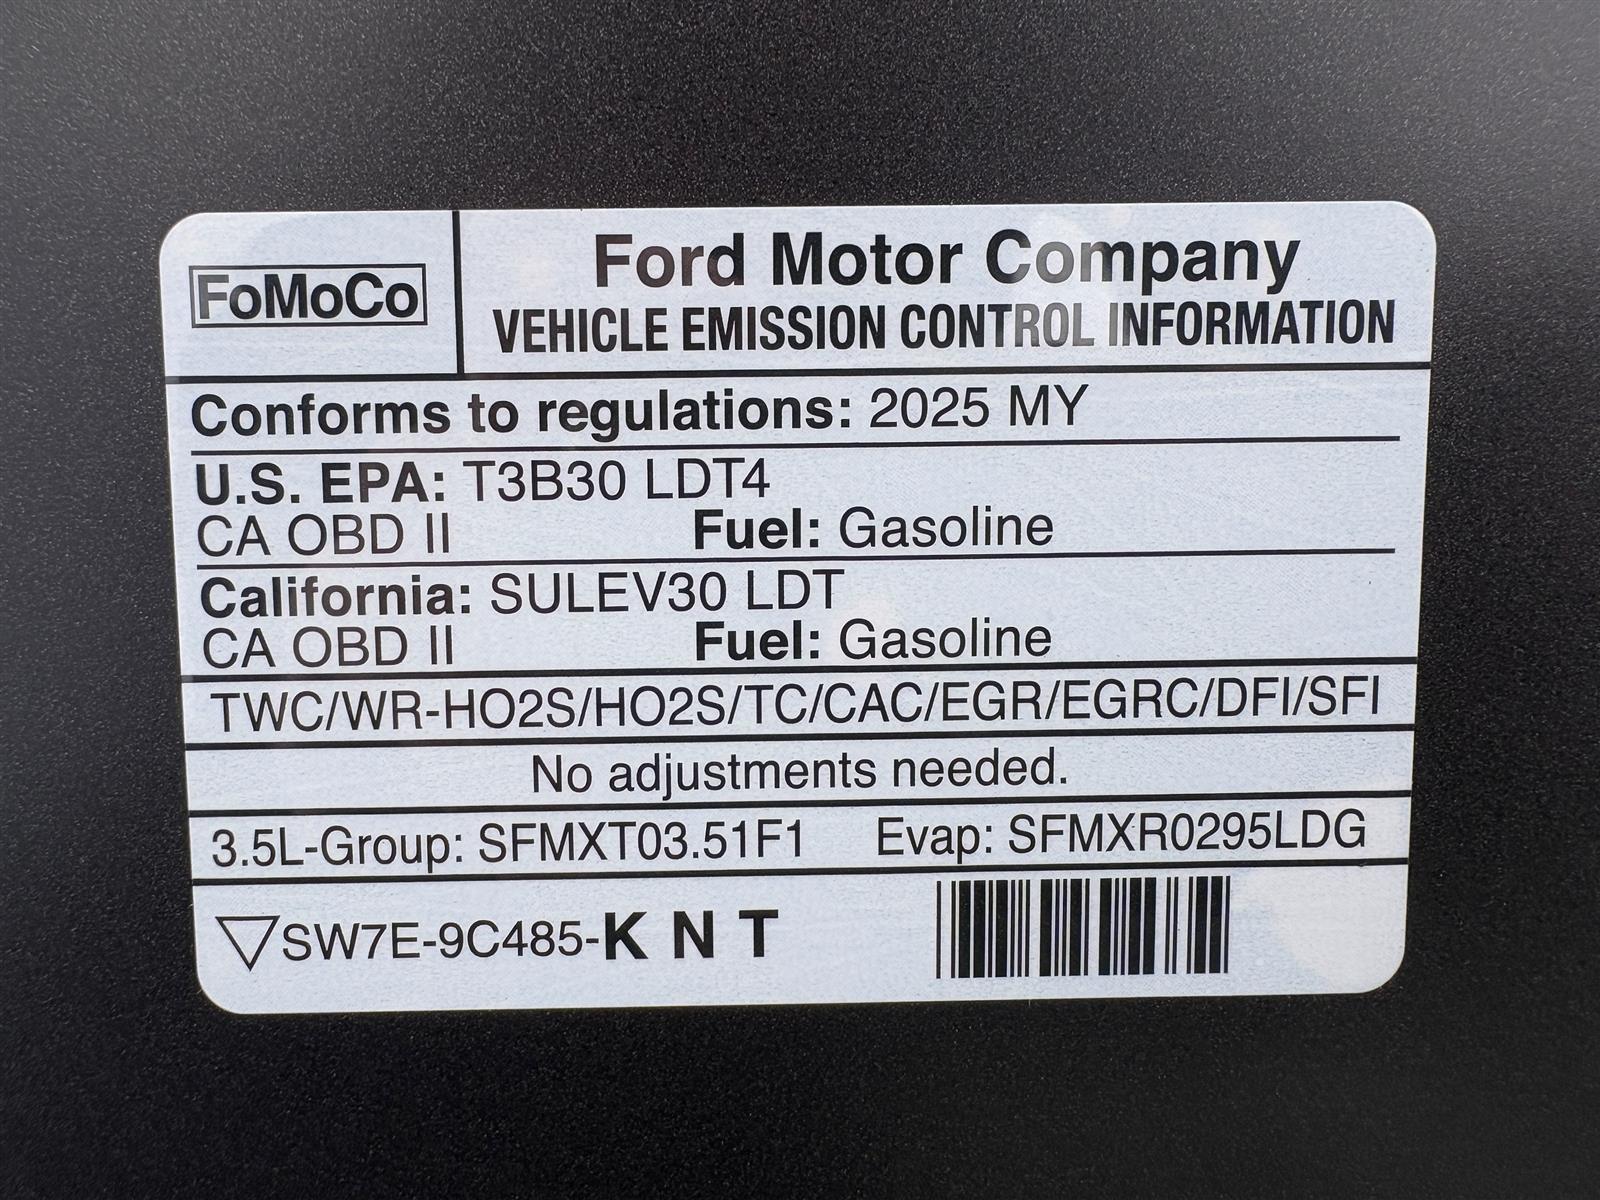 FoMoCo
Ford Motor Company
VEHICLE EMISSION CONTROL INFORMATION
Conforms to regulations: 2025 MY
U.S. EPA: T3B30 LDT4
CA OBD II Fuel: Gasoline
California: SULEV30 LDT
CA OBD II Fuel: Gasoline
TWC/WR-HO2S/HO2S/TC/CAC/EGR/EGRC/DFI/SFI
No adjustments needed.
3.5L-Group: SFMXT03.51F1 Evap: SFMXR0295LDG
SW7E-9C485-K N T